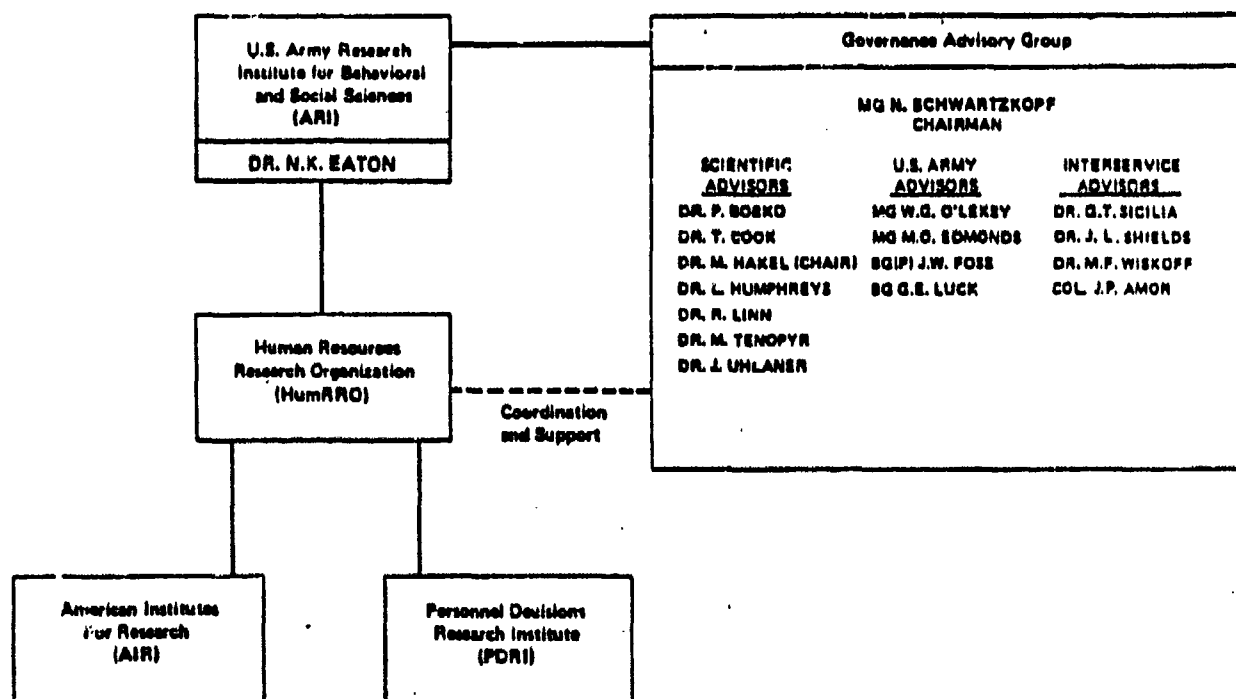 U.S. Army Research
Institute for Behavioral
and Social Sciences
(ARI)
DR. N.K. EATON
Governance Advisory Group
MG N. SCHWARTZKOPF
CHAIRMAN
SCIENTIFIC
ADVISORS
DR. P. BOBKO
DR. T. COOK
DR. M. HAKEL (CHAIR)
DR. L. HUMPHREYS
DR. R. LINN
DR. M. TENOPYR
DR. J. UHLANER
U.S. ARMY
ADVISORS
MG W.G. O'LEKSY
MG M.O. EDMONDS
BG(P) J.W. FOSS
BG G.E. LUCK
INTERSERVICE
ADVISORS
DR. G.T. SICILIA
DR. J. L. SHIELDS
DR. M.F. WISKOFF
COL. J.P. AMOR
Human Resources
Research Organization
(HumRRO)
Coordination
and Support
American Institutes
For Research
(AIR)
Personnel Decisions
Research Institute
(PDRI)